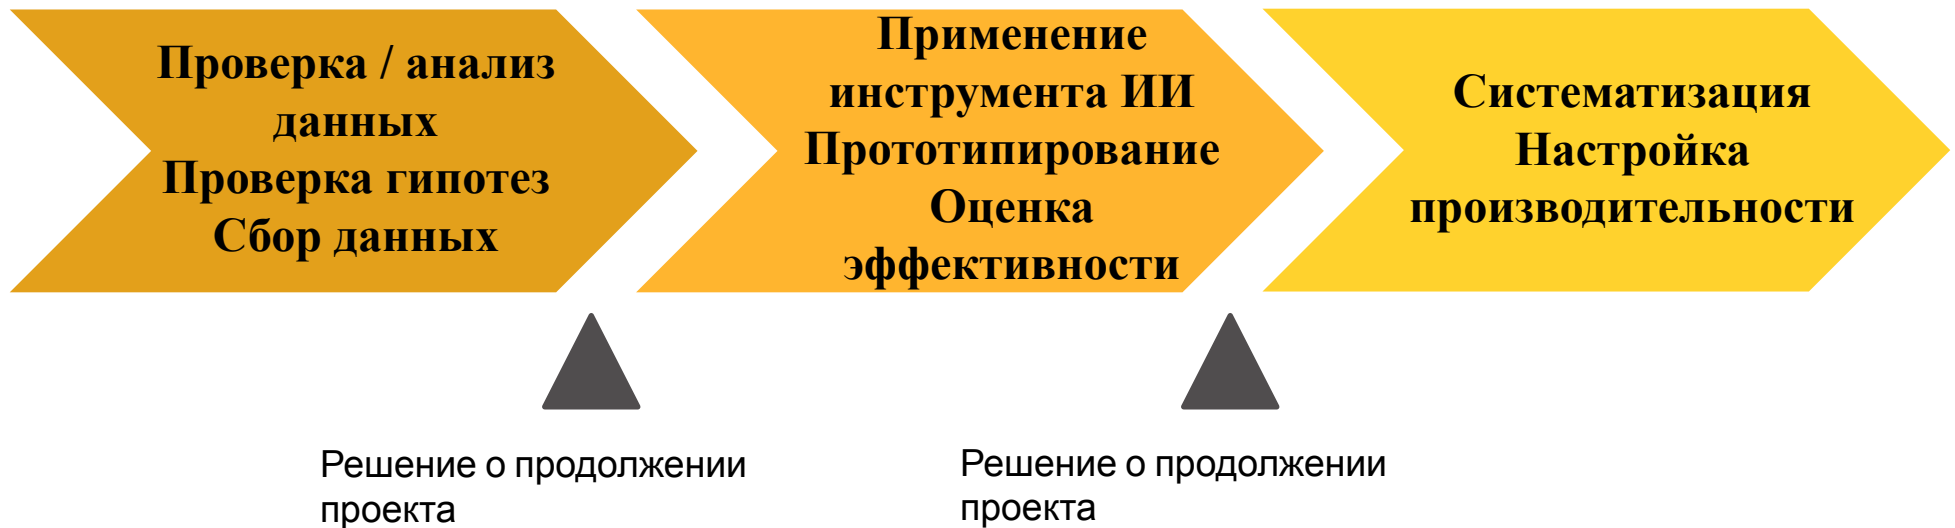 Проверка / анализ
данных
Проверка гипотез
Сбор данных
Применение
инструмента ИИ
Прототипирование
Оценка
эффективности
Систематизация
Настройка
производительности
Решение о продолжении
проекта
Решение о продолжении
проекта